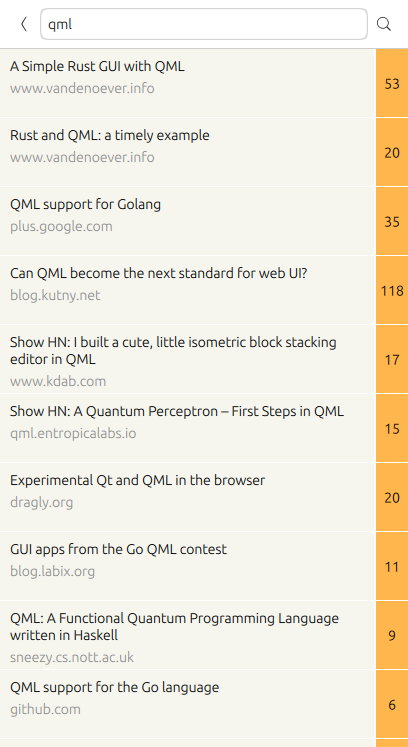 qml
A Simple Rust GUI with QML
www.vandenoever.info
53
Rust and QML: a timely example
www.vandenoever.info
20
QML support for Golang
plus.google.com
35
Can QML become the next standard for web UI?
blog.kutny.net
118
Show HN: I built a cute, little isometric block stacking
editor in QML
www.kdab.com
17
Show HN: A Quantum Perceptron – First Steps in QML
qml.entropicalabs.io
15
Experimental Qt and QML in the browser
dragly.org
20
GUI apps from the Go QML contest
blog.labix.org
11
QML: A Functional Quantum Programming Language
written in Haskell
sneezy.cs.nott.ac.uk
9
QML support for the Go language
github.com
6